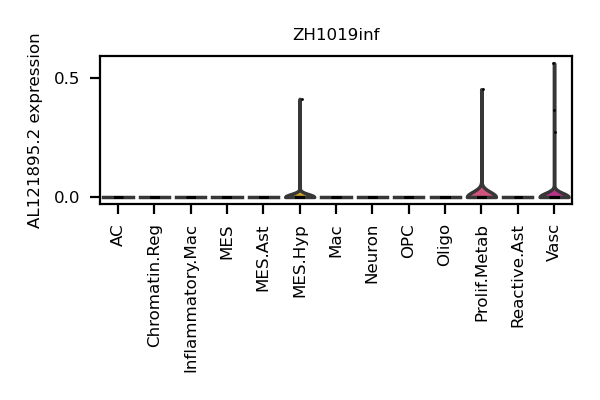 ZH1019inf
AL121895.2 expression
0.5
0.0
AC
Chromatin.Reg
Inflammatory.Mac
MES
MES.Ast
MES.Hyp
Mac
Neuron
OPC
Oligo
Prolif.Metab
Reactive.Ast
Vasc